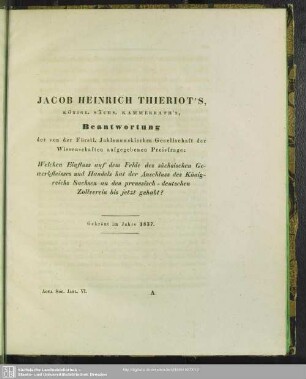 JACOB HEINRICH THIERIOT'S,
KÖNIGL. SÄCHS. KAMMERRATH'S,
Beantwortung
der von der Fürstl. Jablonowskischen Gesellschaft der
Wissenschaften aufgegebenen Preisfrage:
Welchen Einfluss auf dem Felde des sächsischen Ge-
werbfleisses und Handels hat der Anschluss des König-
reichs Sachsen an den preussisch-deutschen
Zollverein bis jetzt gehabt?
Gekrönt im Jahre 1837.
Acta Soc. Jabl. VI. A